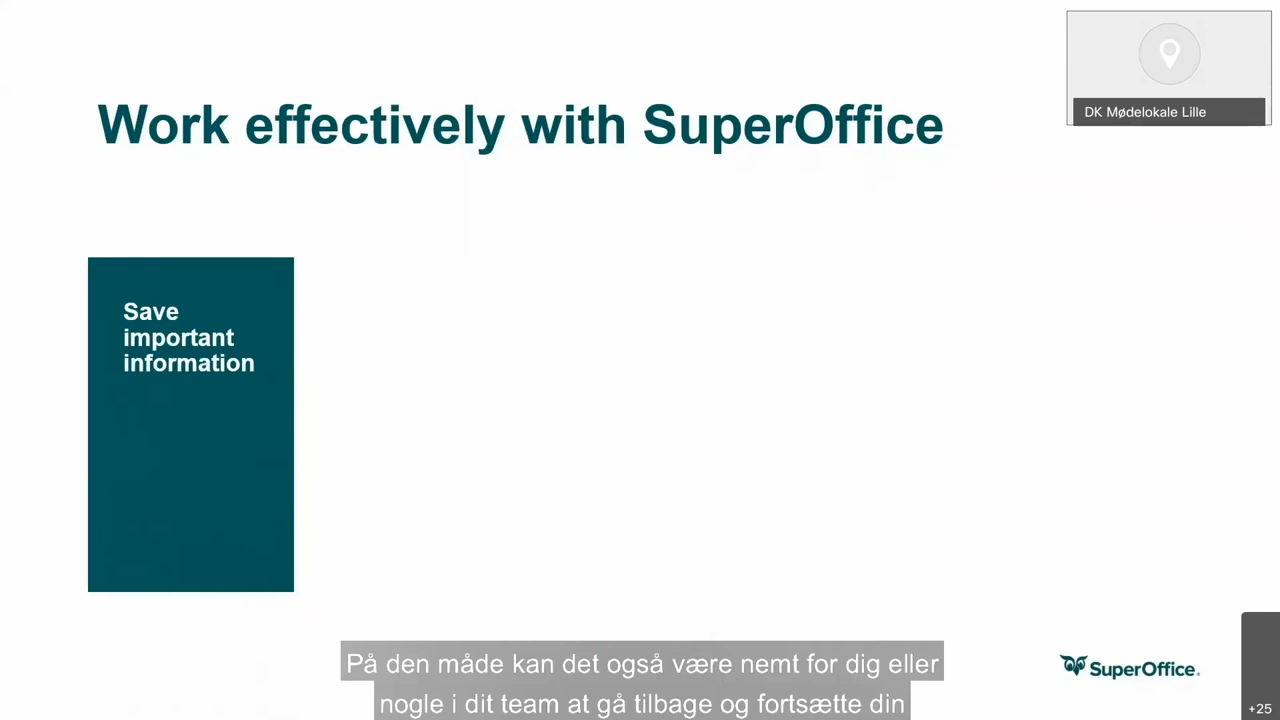 DK Mødelokale Lille
Work effectively with SuperOffice
Save
important
information
På den måde kan det også være nemt for dig eller
nogle i dit team at gå tilbage og fortsætte din
SuperOffice.
+25